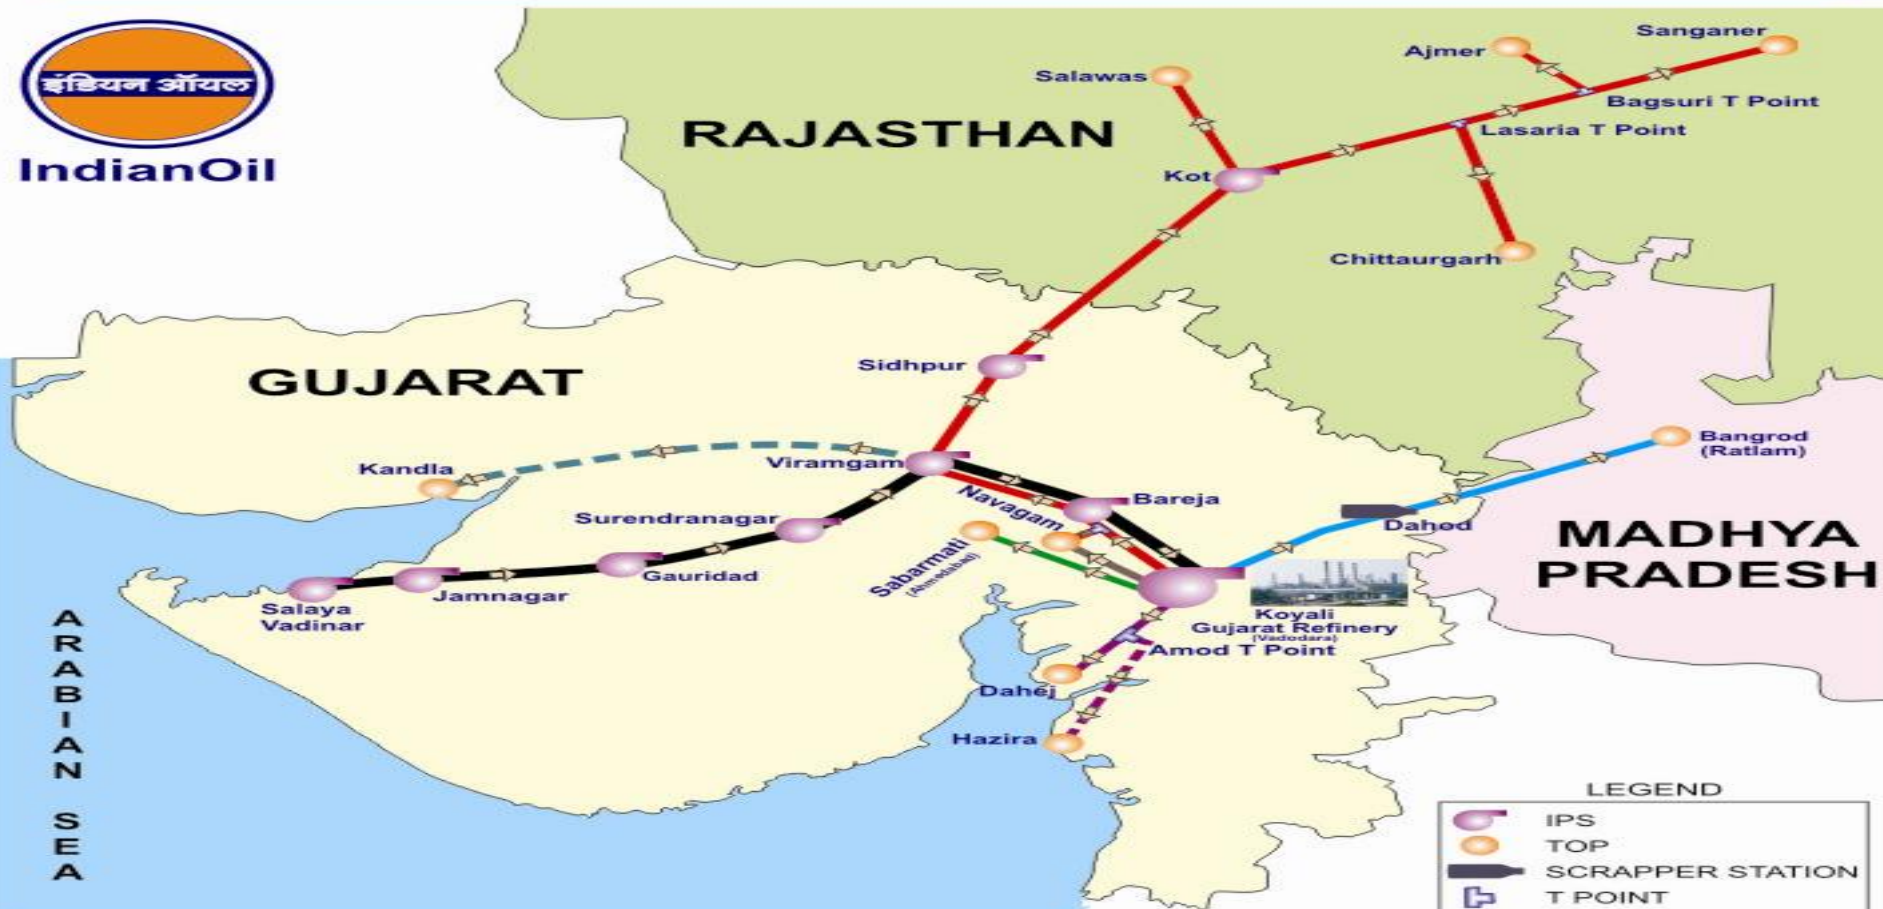 इंडियन ऑयल
IndianOil
RAJASTHAN
Salawas
Ajmer
Sanganer
Bagsuri T Point
Lasaria T Point
Kot
Chittaurgarh
GUJARAT
Sidhpur
Kandla
Viramgam
Navagam
Bareja
Surendranagar
Sabarmati
(Ahmedabad)
Gauridad
Jamnagar
Salaya
Vadinar
Bangrod
(Ratlam)
Dahod
MADHYA
PRADESH
Koyali
Gujarat Refinery
(Vadodara)
Amod T Point
Dahej
Hazira
ARABIAN SEA
LEGEND
IPS
TOP
SCRAPPER STATION
T POINT